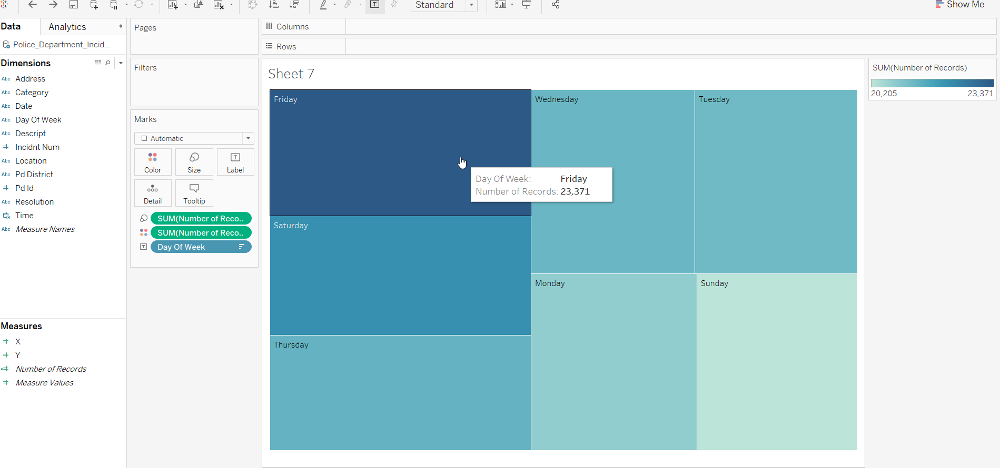 Standard
Show Me
Data
Analytics
Police_Department_Incid...
Dimensions
Abc Address
Abc Category
Abc Date
Abc Day Of Week
Abc Descript
# Incidnt Num
Abc Location
Abc Pd District
# Pd Id
Abc Resolution
Time
Abc Measure Names
Measures
# X
# Y
=# Number of Records
# Measure Values
Pages
Filters
Marks
Automatic
Color
Size
T
Label
Detail
Tooltip
SUM(Number of Reco..
SUM(Number of Reco..
T Day Of Week
T
Columns
Rows
Sheet 7
Friday
Wednesday
Tuesday
Day Of Week: Friday
Number of Records: 23,371
Saturday
Thursday
Monday
Sunday
SUM(Number of Records)
20,205 23,371